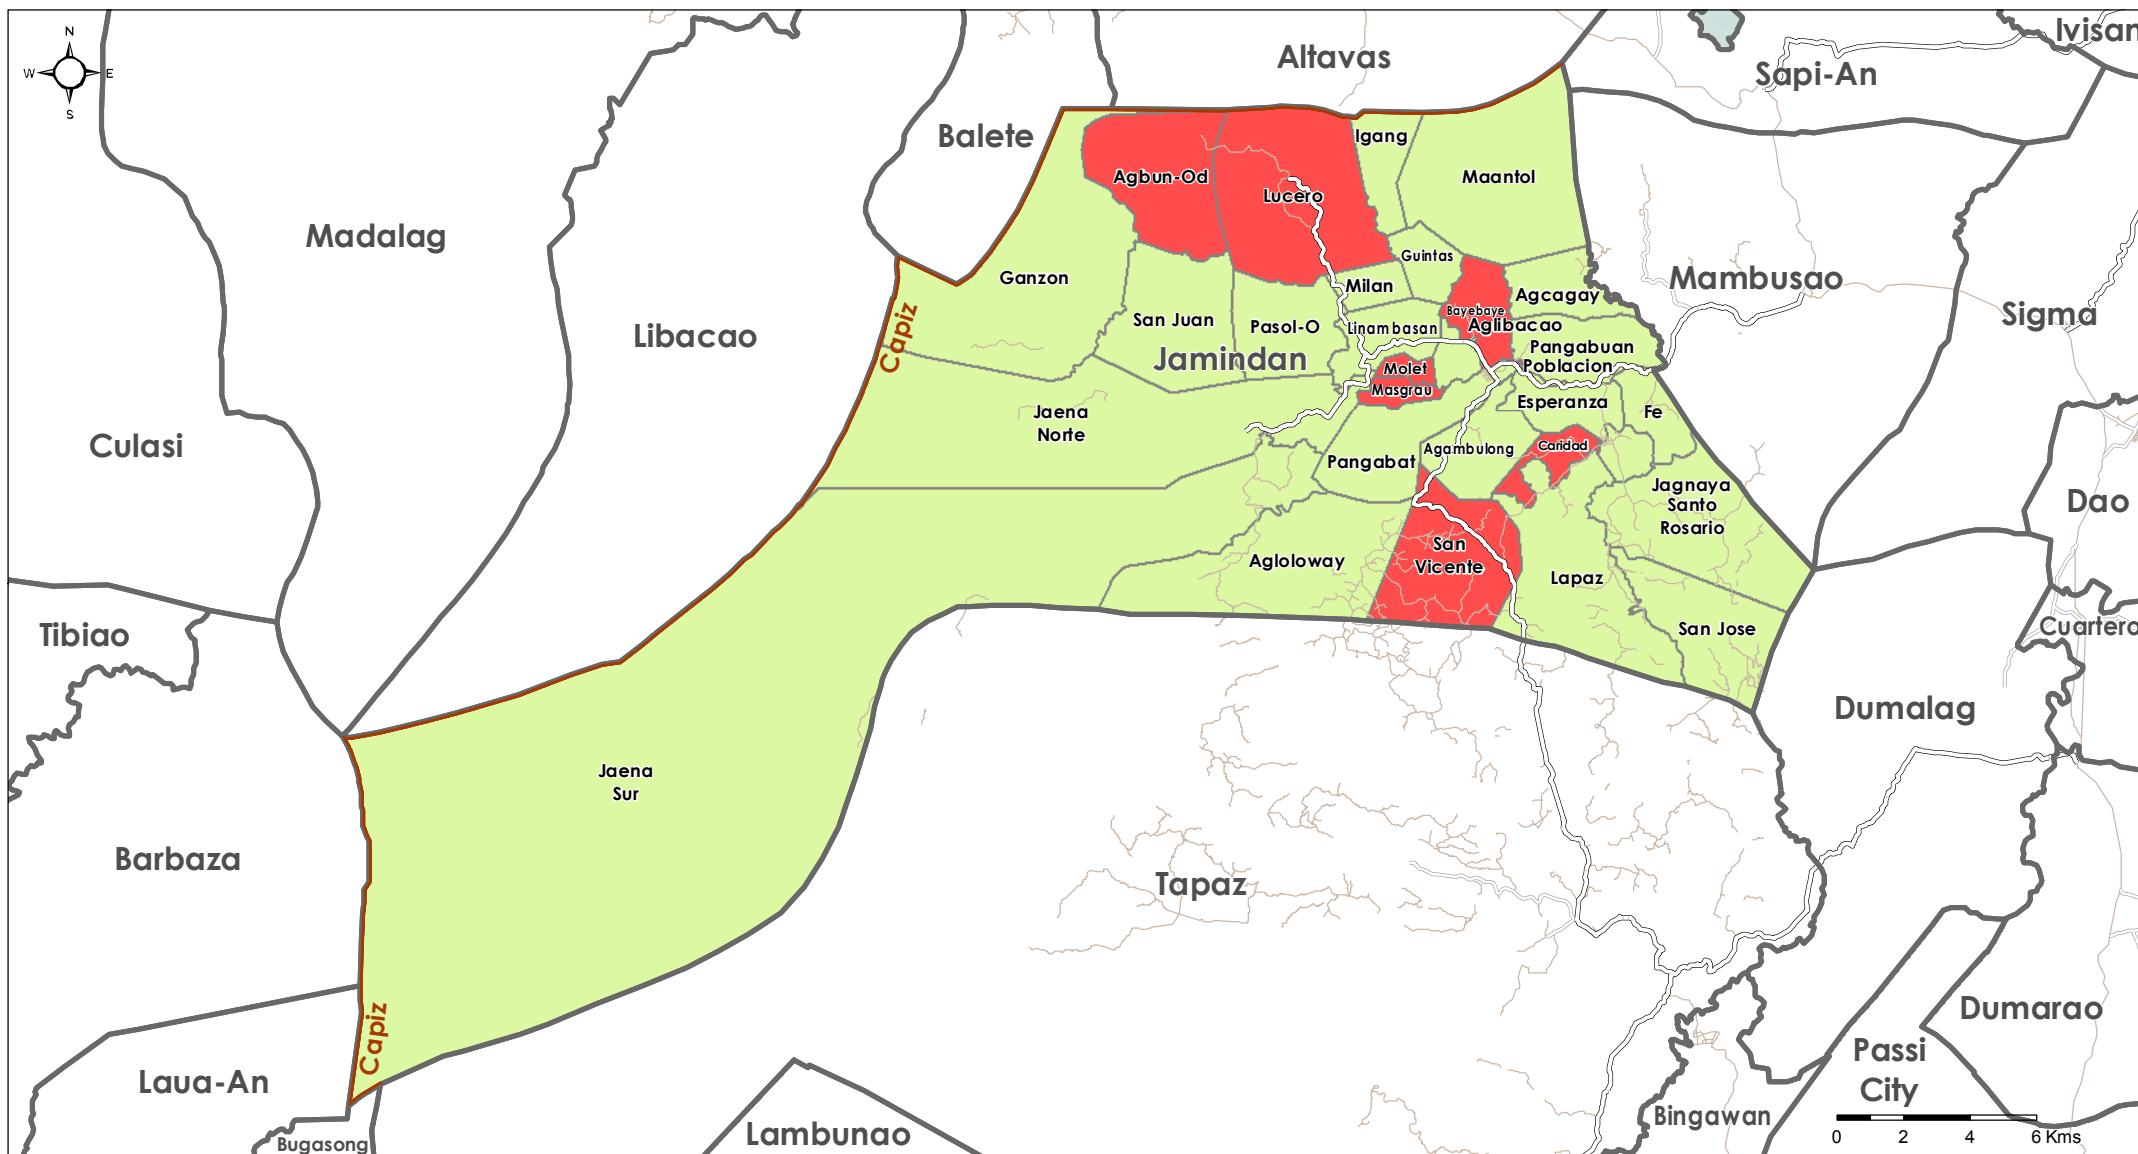 Ivisan
N
Altavas
W
E
Sapi-An
S
Balete
Igang
Agbun-Od
Maantol
Lucero
Madalag
Guintas
Ganzon
Mambusao
Milan
Agcagay
Bayebaye
Sigma
San Juan
Pasol-O
Linambasan
Aglibacao
Libacao
Capiz
Pangabuan
Jamindan
Poblacion
Molet
Masgrau
Esperanza
Jaena
Norte
Fe
Culasi
Agambulong
Caridad
Pangabat
Jagnaya
Santo
Rosario
Dao
San
Vicente
Agloloway
Lapaz
Tibiao
San Jose
Cuartero
Dumalag
Jaena
Sur
Barbaza
Tapaz
Capiz
Dumarao
Passi
City
Laua-An
Bingawan
Lambunao
Bugasong
0 2 4 6 Kms